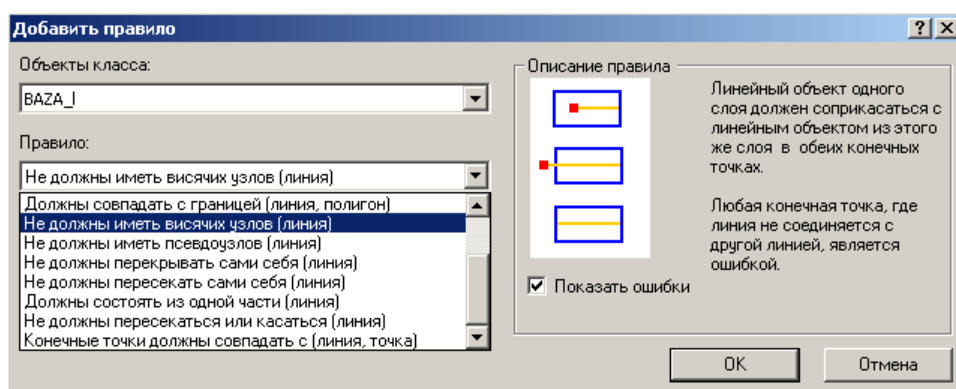 Добавить правило
Объекты класса:
BAZA_l
Правило:
Не должны иметь висячих узлов (линия)
Должны совпадать с границей (линия, полигон)
Не должны иметь висячих узлов (линия)
Не должны иметь псевдоузлов (линия)
Не должны перекрывать сами себя (линия)
Не должны пересекать сами себя (линия)
Должны состоять из одной части (линия)
Не должны пересекаться или касаться (линия)
Конечные точки должны совпадать с (линия, точка)
Описание правила
Линейный объект одного
слоя должен соприкасаться с
линейным объектом из этого
же слоя в обеих конечных
точках.
Любая конечная точка, где
линия не соединяется с
другой линией, является
ошибкой.
Показать ошибки
OK
Отмена